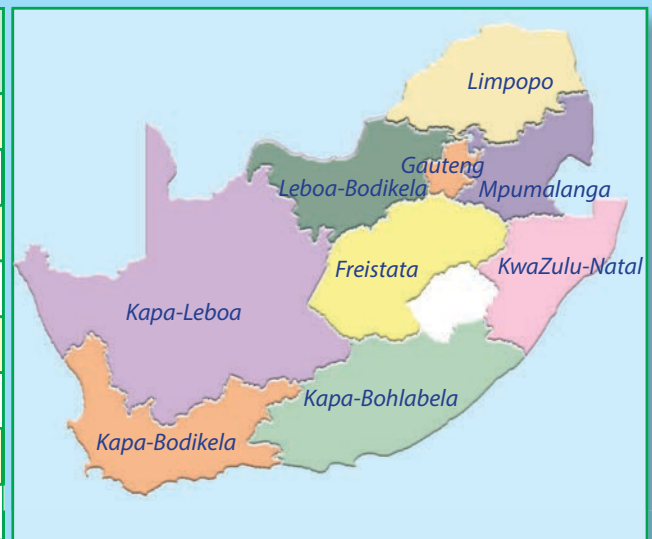 Limpopo
Gauteng
Leboa-Bodikela
Mpumalanga
Freistata
KwaZulu-Natal
Kapa-Leboa
Kapa-Bohlabela
Kapa-Bodikela